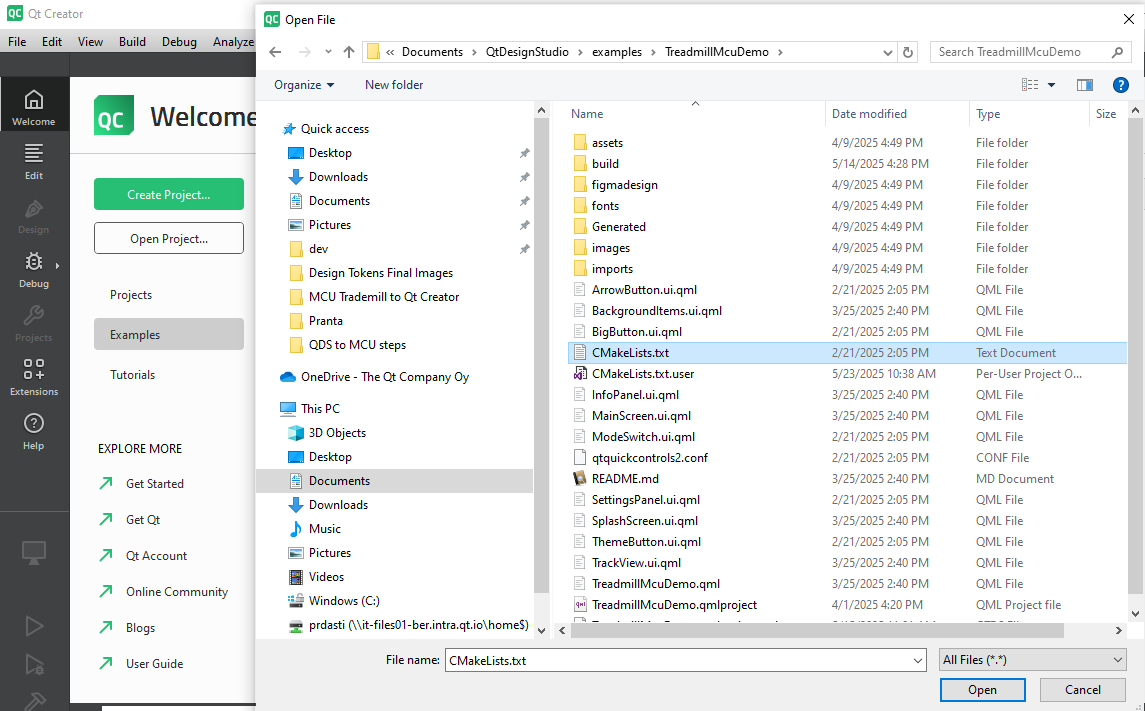 QC Qt Creator
File Edit View Build Debug Analyze
Welcome
Edit
Design
Debug
Projects
Extensions
Help
QC Welcome
Create Project...
Open Project...
Projects
Examples
Tutorials
EXPLORE MORE
Get Started
Get Qt
Qt Account
Online Community
Blogs
User Guide
QC Open File
« Documents > QtDesignStudio > examples > TreadmillMcuDemo >
Search TreadmillMcuDemo
Organize
New folder
Quick access
Desktop
Downloads
Documents
Pictures
dev
Design Tokens Final Images
MCU Trademill to Qt Creator
Pranta
QDS to MCU steps
OneDrive - The Qt Company Oy
This PC
3D Objects
Desktop
Documents
Downloads
Music
Pictures
Videos
Windows (C:)
prdasti (\\it-files01-ber.intra.qt.io\home$)
Name Date modified Type Size
assets 4/9/2025 4:49 PM File folder
build 5/14/2025 4:28 PM File folder
figmadesign 4/9/2025 4:49 PM File folder
fonts 4/9/2025 4:49 PM File folder
Generated 4/9/2025 4:49 PM File folder
images 4/9/2025 4:49 PM File folder
imports 4/9/2025 4:49 PM File folder
ArrowButton.ui.qml 2/21/2025 2:05 PM QML File
BackgroundItems.ui.qml 3/25/2025 2:40 PM QML File
BigButton.ui.qml 2/21/2025 2:05 PM QML File
CMakeLists.txt 2/21/2025 2:05 PM Text Document
CMakeLists.txt.user 5/23/2025 10:38 AM Per-User Project O...
InfoPanel.ui.qml 3/25/2025 2:40 PM QML File
MainScreen.ui.qml 3/25/2025 2:40 PM QML File
ModeSwitch.ui.qml 2/21/2025 2:05 PM QML File
qtquickcontrols2.conf 2/21/2025 2:05 PM CONF File
README.md 3/25/2025 2:40 PM MD Document
SettingsPanel.ui.qml 2/21/2025 2:05 PM QML File
SplashScreen.ui.qml 3/25/2025 2:40 PM QML File
ThemeButton.ui.qml 2/21/2025 2:05 PM QML File
TrackView.ui.qml 3/25/2025 2:40 PM QML File
TreadmillMcuDemo.qml 3/25/2025 2:40 PM QML File
TreadmillMcuDemo.qmlproject 4/1/2025 4:20 PM QML Project file
File name: CMakeLists.txt
All Files (*.*)
Open
Cancel